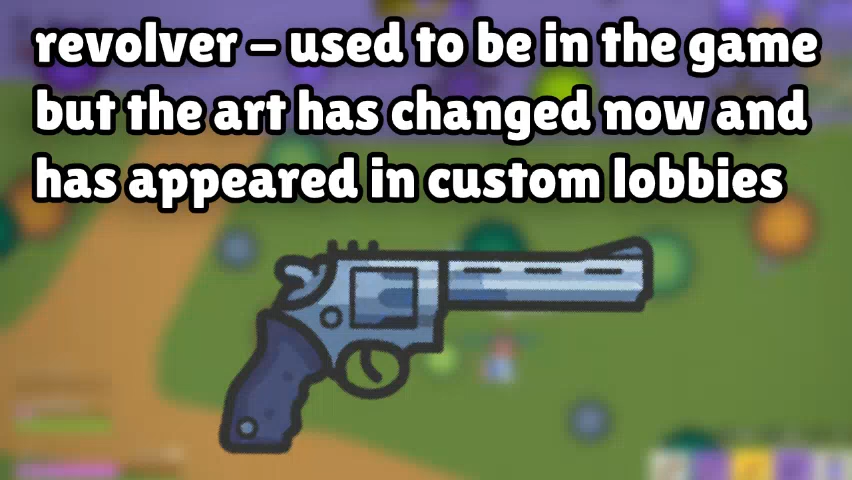 revolver – used to be in the game
but the art has changed now and
has appeared in custom lobbies